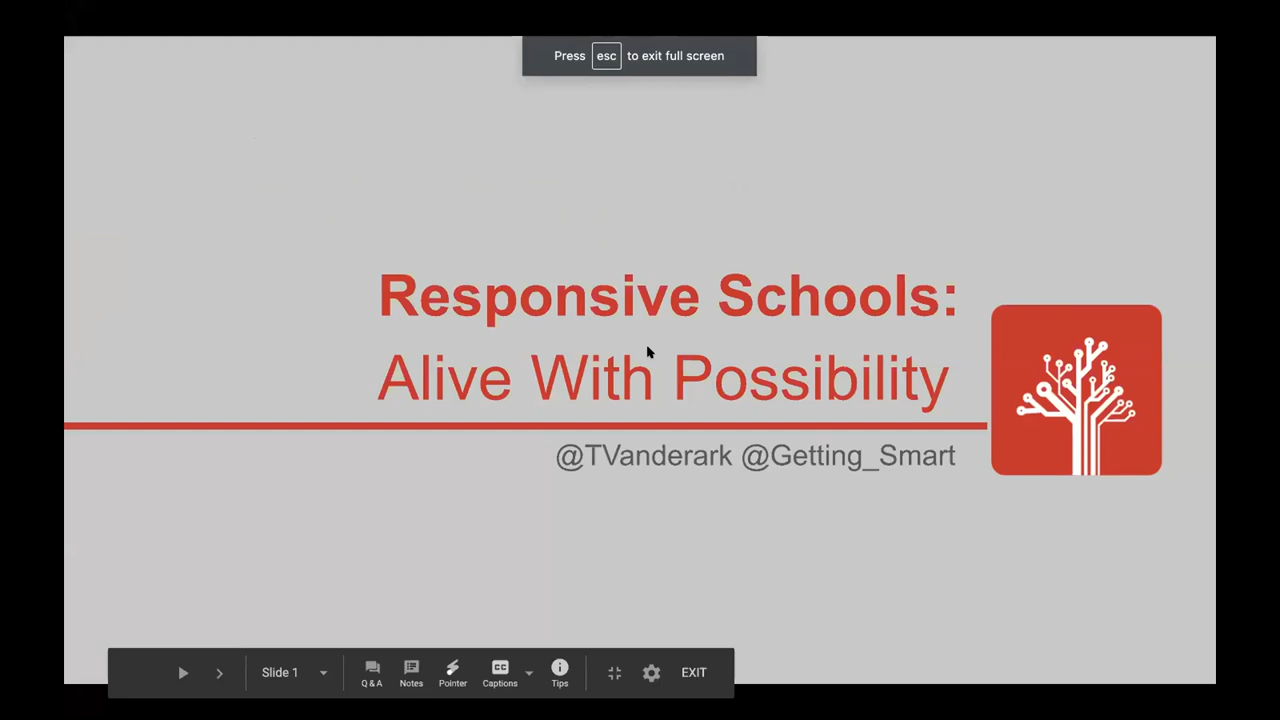 Press esc to exit full screen
Responsive Schools:
Alive With Possibility
@TVanderark @Getting_Smart
Slide 1 Q & A Notes Pointer CC Captions Tips EXIT